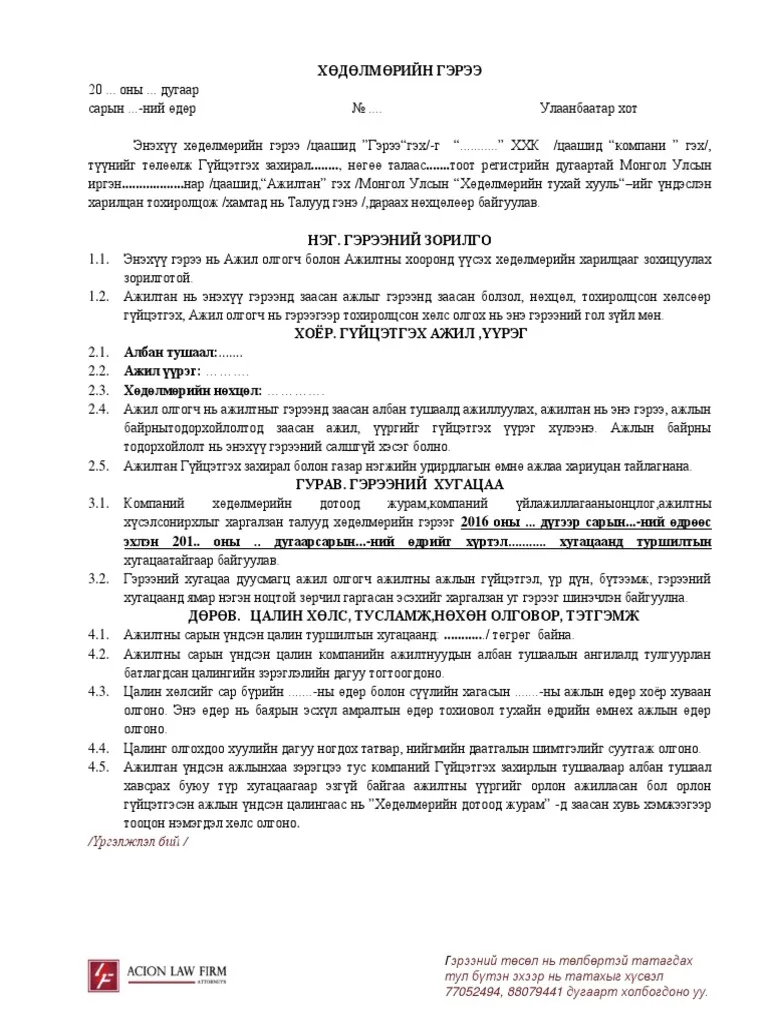 ХӨДӨЛМӨРИЙН ГЭРЭЭ
20 ... оны ... дугаар
сарын ...-ний өдөр № .... Улаанбаатар хот
Энэхүү хөдөлмөрийн гэрээ /цаашид "Гэрээ“гэх/-г “...........” ХХК /цаашид “компани ” гэх/,
түүнийг төлөөлж Гүйцэтгэх захирал........, нөгөө талаас.......тоот регистрийн дугаартай Монгол Улсын
иргэн..................нар /цаашид,“Ажилтан” гэх /Монгол Улсын “Хөдөлмөрийн тухай хууль“–ийг үндэслэн
харилцан тохиролцож /хамтад нь Талууд гэнэ /,дараах нөхцөлөөр байгуулав.
НЭГ. ГЭРЭЭНИЙ ЗОРИЛГО
1.1. Энэхүү гэрээ нь Ажил олгогч болон Ажилтны хооронд үүсэх хөдөлмөрийн харилцааг зохицуулах
зорилготой.
1.2. Ажилтан нь энэхүү гэрээнд заасан ажлыг гэрээнд заасан болзол, нөхцөл, тохиролцсон хөлсөөр
гүйцэтгэх, Ажил олгогч нь гэрээгээр тохиролцсон хөлс олгох нь энэ гэрээний гол зүйл мөн.
ХОЁР. ГҮЙЦЭТГЭХ АЖИЛ ,ҮҮРЭГ
2.1. Албан тушаал:.......
2.2. Ажил үүрэг: ……….
2.3. Хөдөлмөрийн нөхцөл: ………….
2.4. Ажил олгогч нь ажилтныг гэрээнд заасан албан тушаалд ажиллуулах, ажилтан нь энэ гэрээ, ажлын
байрнытодорхойлолтод заасан ажил, үүргийг гүйцэтгэх үүрэг хүлээнэ. Ажлын байрны
тодорхойлолт нь энэхүү гэрээний салшгүй хэсэг болно.
2.5. Ажилтан Гүйцэтгэх захирал болон газар нэгжийн удирдлагын өмнө ажлаа хариуцан тайлагнана.
ГУРАВ. ГЭРЭЭНИЙ ХУГАЦАА
3.1. Компаний хөдөлмөрийн дотоод журам,компаний үйлажиллагааныонцлог,ажилтны
хүсэлсонирхлыг харгалзан талууд хөдөлмөрийн гэрээг 2016 оны ... дүгээр сарын...-ний өдрөөс
эхлэн 201.. оны .. дугаарсарын...-ний өдрийг хүртэл........... хугацаанд туршилтын
хугацаатайгаар байгуулав.
3.2. Гэрээний хугацаа дуусмагц ажил олгогч ажилтны ажлын гүйцэтгэл, үр дүн, бүтээмж, гэрээний
хугацаанд ямар нэгэн ноцтой зөрчил гаргасан эсэхийг харгалзан уг гэрээг шинэчлэн байгуулна.
ДӨРӨВ. ЦАЛИН ХӨЛС, ТУСЛАМЖ,НӨХӨН ОЛГОВОР, ТЭТГЭМЖ
4.1. Ажилтны сарын үндсэн цалин туршилтын хугацаанд: ............/ төгрөг байна.
4.2. Ажилтны сарын үндсэн цалин компанийн ажилтнуудын албан тушаалын ангилалд тулгуурлан
батлагдсан цалингийн зэрэглэлийн дагуу тогтоогдоно.
4.3. Цалин хөлсийг сар бүрийн .......-ны өдөр болон сүүлийн хагасын .......-ны ажлын өдөр хоёр хуваан
олгоно. Энэ өдөр нь баярын эсхүл амралтын өдөр тохиовол тухайн өдрийн өмнөх ажлын өдөр
олгоно.
4.4. Цалинг олгохдоо хуулийн дагуу ногдох татвар, нийгмийн даатгалын шимтгэлийг суутгаж олгоно.
4.5. Ажилтан үндсэн ажлынхаа зэрэгцээ тус компаний Гүйцэтгэх захирлын тушаалаар албан тушаал
хавсрах буюу түр хугацаагаар эзгүй байгаа ажилтны үүргийг орлон ажилласан бол орлон
гүйцэтгэсэн ажлын үндсэн цалингаас нь "Хөдөлмөрийн дотоод журам" -д заасан хувь хэмжээгээр
тооцон нэмэгдэл хөлс олгоно.
/Үргэлжлэл бий /
ACION LAW FIRM
ATTORNEYS
Гэрээний төсөл нь төлбөртэй татагдах
тул бүтэн эхээр нь татахыг хүсвэл
77052494, 88079441 дугаарт холбогдоно уу.